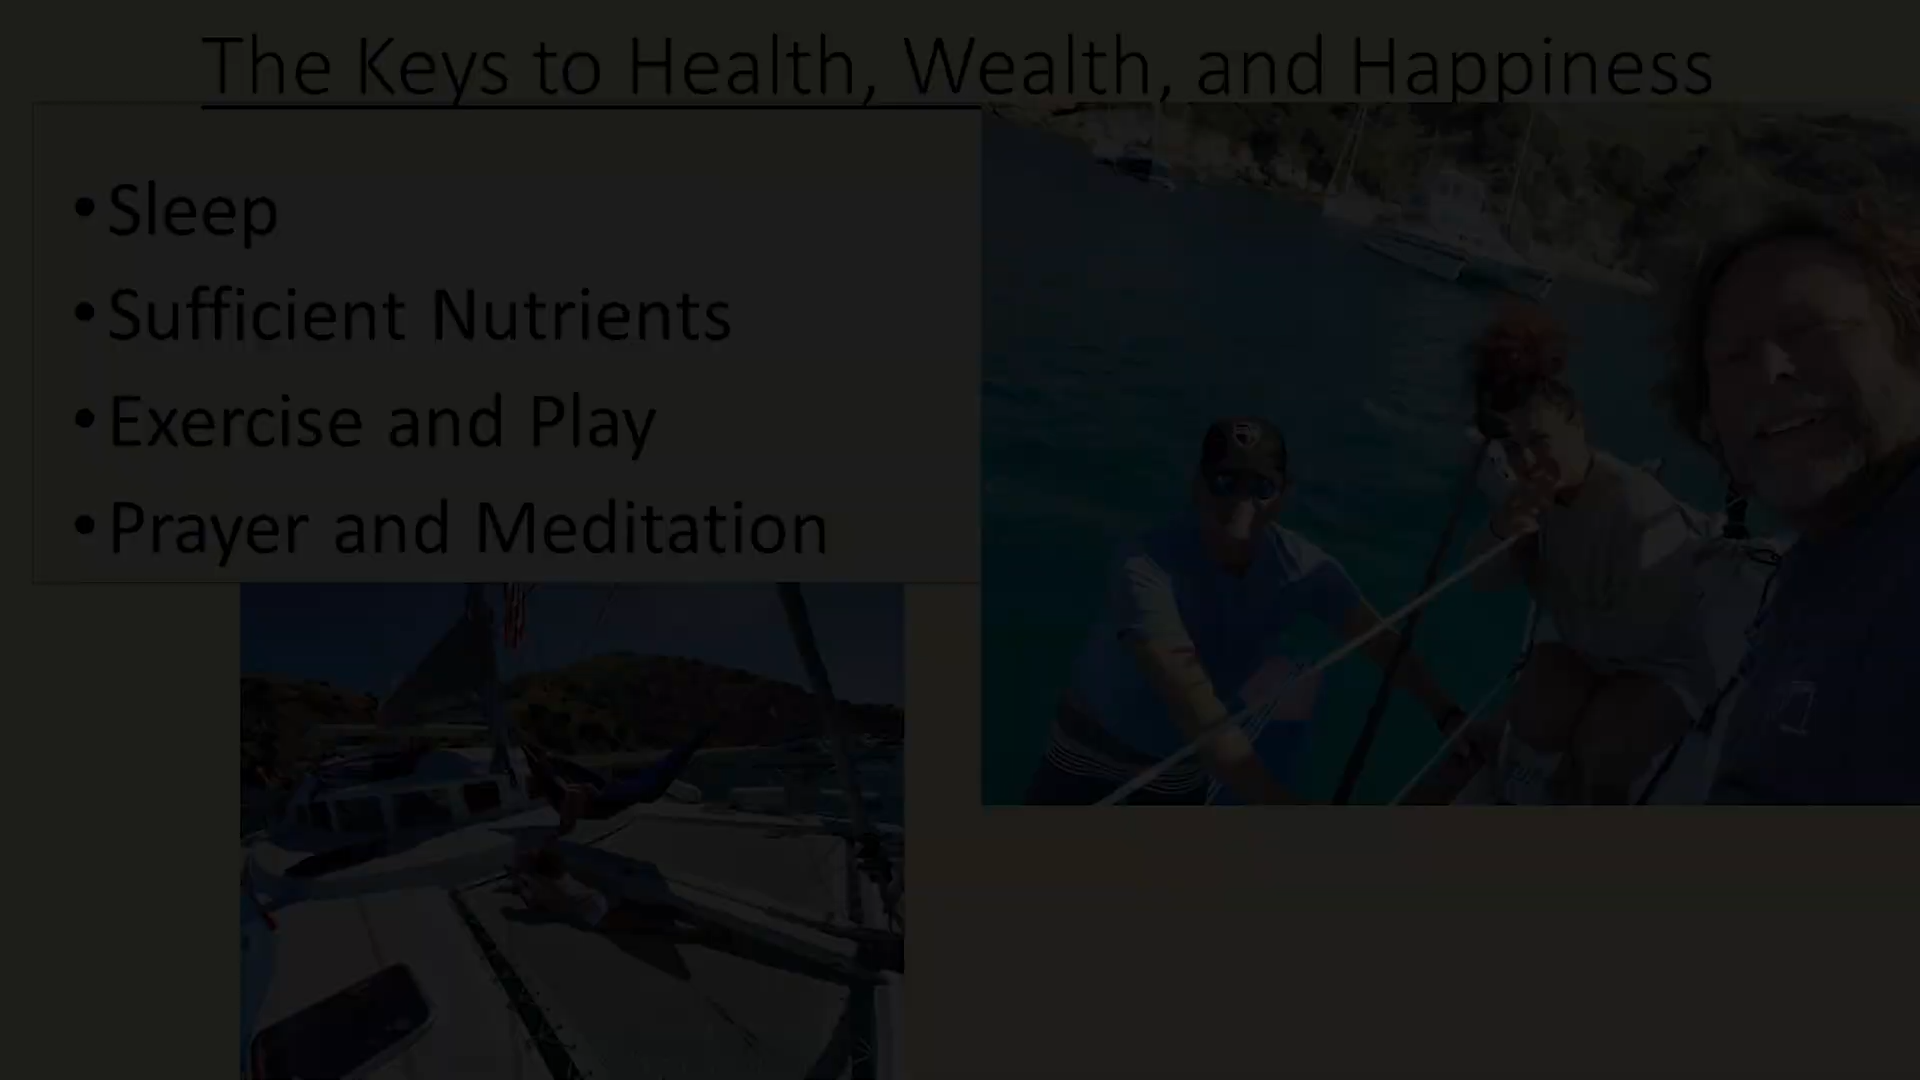 The Keys to Health, Wealth, and Happiness
• Sleep
• Sufficient Nutrients
• Exercise and Play
• Prayer and Meditation